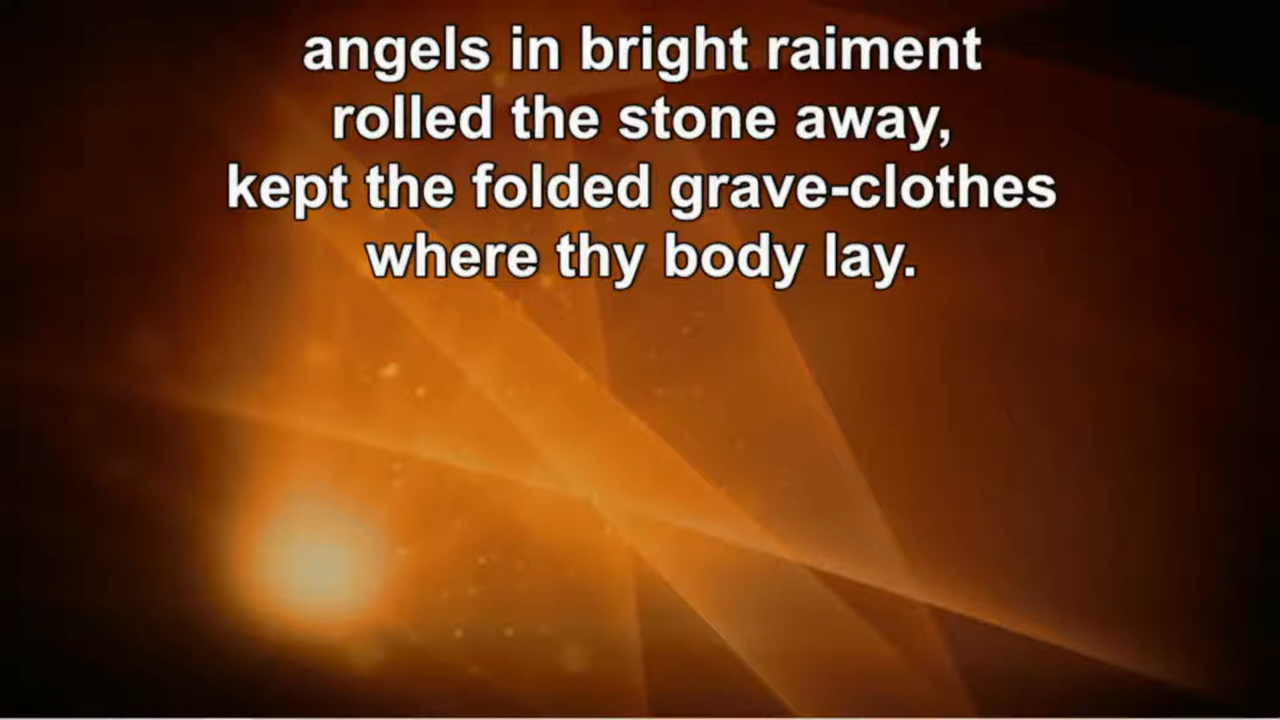 angels in bright raiment
rolled the stone away,
kept the folded grave-clothes
where thy body lay.